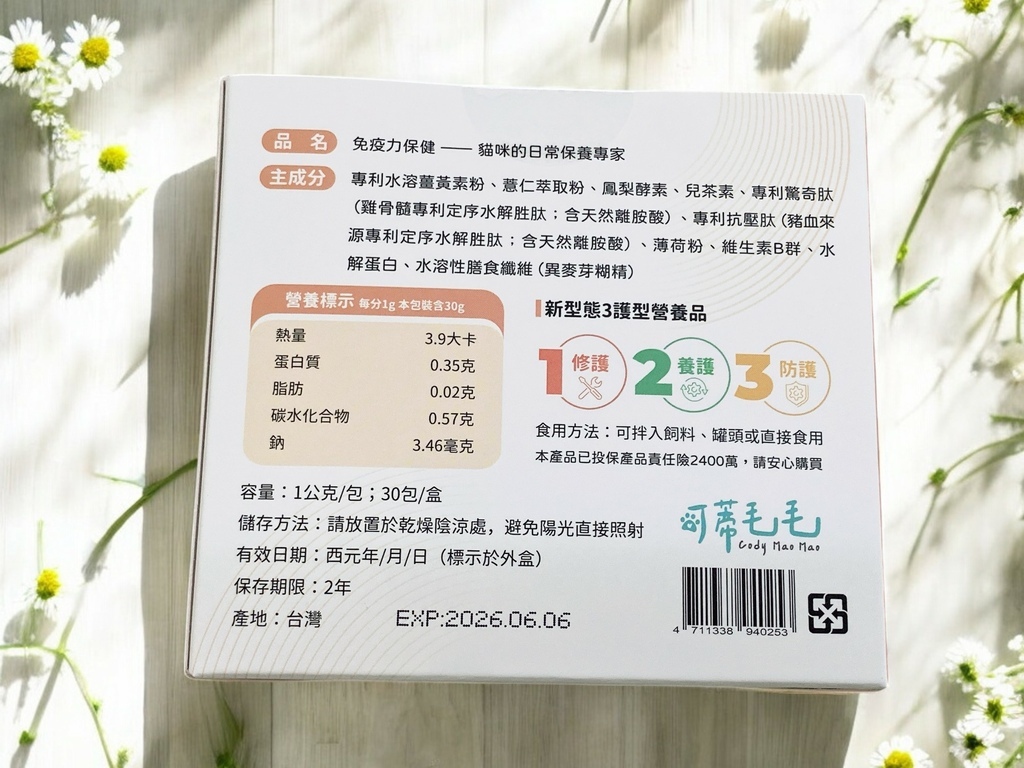 品 名 免疫力保健 —— 貓咪的日常保養專家
主成分 專利水溶薑黃素粉、薏仁萃取粉、鳳梨酵素、兒茶素、專利驚奇肽
(雞骨髓專利定序水解胜肽；含天然離胺酸)、專利抗壓肽(豬血來
源專利定序水解胜肽；含天然離胺酸)、薄荷粉、維生素B群、水
解蛋白、水溶性膳食纖維(異麥芽糊精)
營養標示 每分1g 本包裝含30g
熱量 3.9大卡
蛋白質 0.35克
脂肪 0.02克
碳水化合物 0.57克
鈉 3.46毫克
新型態3護型營養品
1 修護 2 養護 3 防護
食用方法：可拌入飼料、罐頭或直接食用
本產品已投保產品責任險2400萬，請安心購買
容量：1公克/包；30包/盒
儲存方法：請放置於乾燥陰涼處，避免陽光直接照射
有效日期：西元年/月/日（標示於外盒）
保存期限：2年
產地：台灣
EXP:2026.06.06
可蒂毛毛
Cody Mao Mao
4 711338 940253